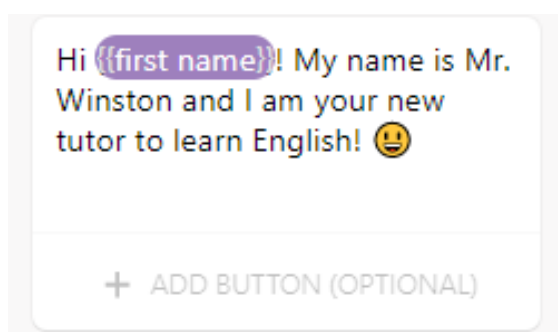 Hi {{first name}}! My name is Mr.
Winston and I am your new
tutor to learn English! 😃
+ ADD BUTTON (OPTIONAL)